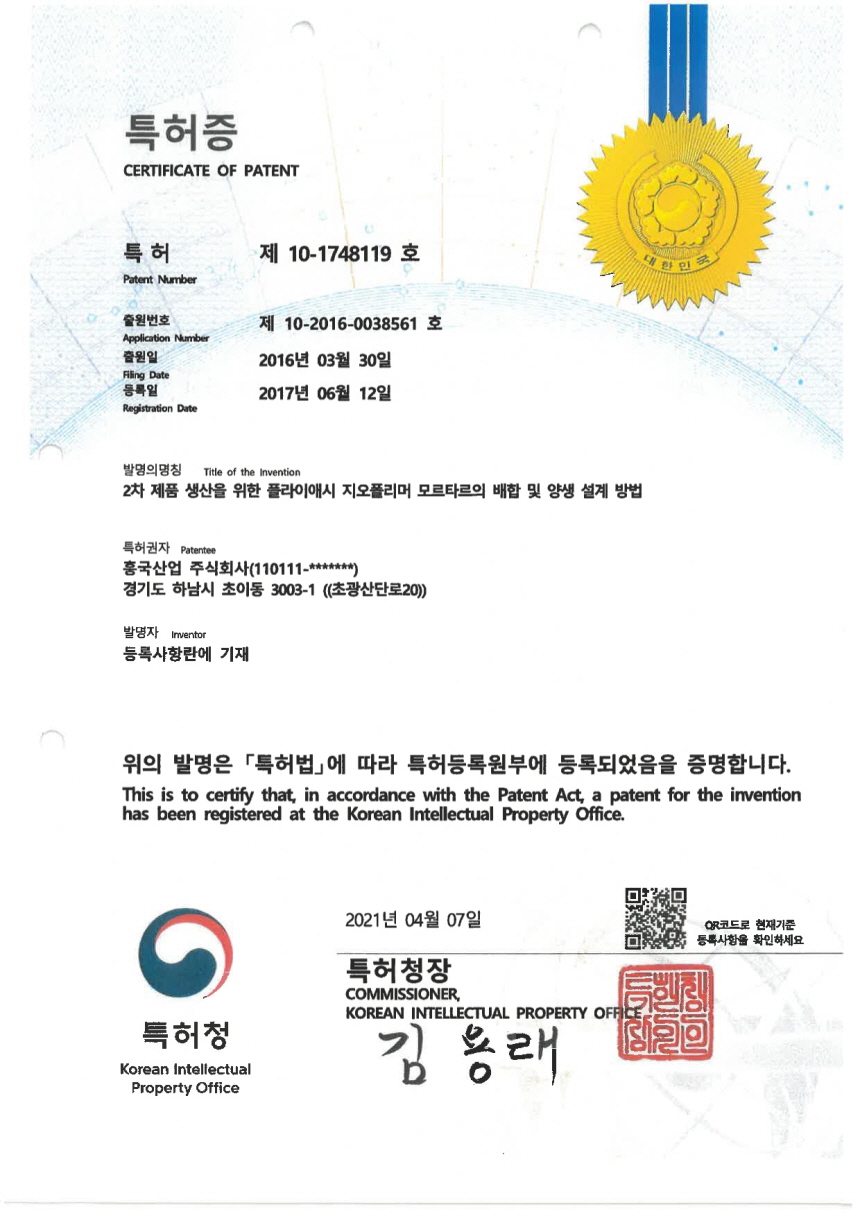 특허증
CERTIFICATE OF PATENT
특허 제 10-1748119 호
Patent Number
출원번호 제 10-2016-0038561 호
Application Number
출원일 2016년 03월 30일
Filing Date
등록일 2017년 06월 12일
Registration Date
대한민국
발명의명칭 Title of the Invention
2차 제품 생산을 위한 플라이애시 지오폴리머 모르타르의 배합 및 양생 설계 방법
특허권자 Patentee
흥국산업 주식회사(110111-*******)
경기도 하남시 초이동 3003-1 ((초광산단로20))
발명자 Inventor
등록사항란에 기재
위의 발명은 「특허법」에 따라 특허등록원부에 등록되었음을 증명합니다.
This is to certify that, in accordance with the Patent Act, a patent for the invention
has been registered at the Korean Intellectual Property Office.
2021년 04월 07일
QR코드로 현재기준
등록사항을 확인하세요
특허청장
COMMISSIONER,
KOREAN INTELLECTUAL PROPERTY OFFICE
김용래
특허청
Korean Intellectual
Property Office